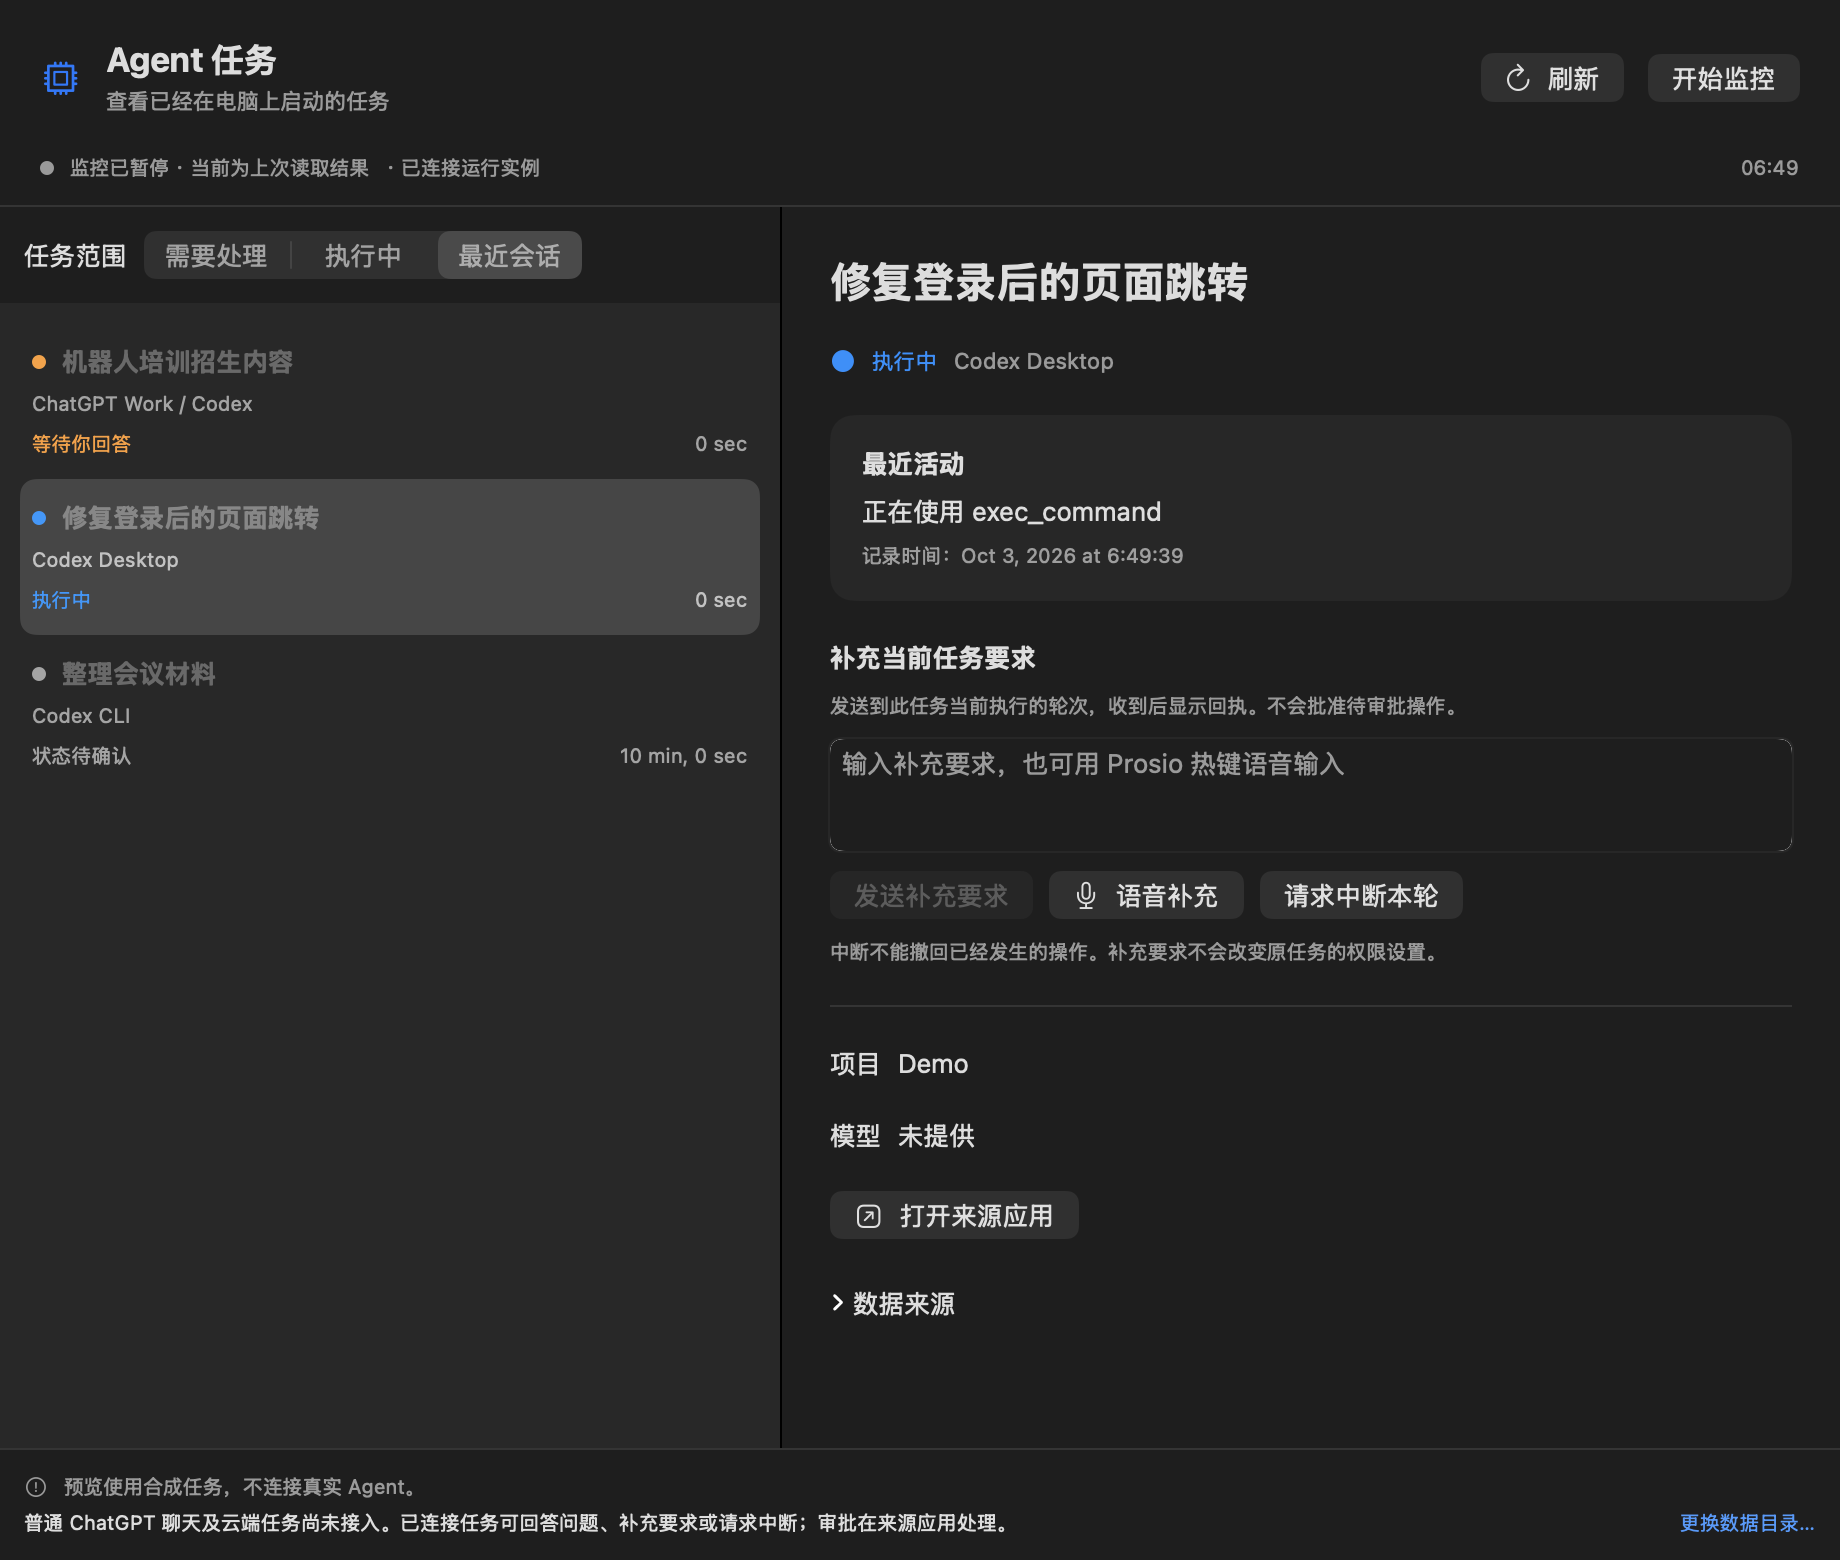 Agent 任务
查看已经在电脑上启动的任务
刷新
开始监控
监控已暂停 · 当前为上次读取结果 · 已连接运行实例
06:49
任务范围
需要处理
执行中
最近会话
机器人培训招生内容
ChatGPT Work / Codex
等待你回答
0 sec
修复登录后的页面跳转
Codex Desktop
执行中
0 sec
整理会议材料
Codex CLI
状态待确认
10 min, 0 sec
修复登录后的页面跳转
执行中 Codex Desktop
最近活动
正在使用 exec_command
记录时间：Oct 3, 2026 at 6:49:39
补充当前任务要求
发送到此任务当前执行的轮次，收到后显示回执。不会批准待审批操作。
输入补充要求，也可用 Prosio 热键语音输入
发送补充要求
语音补充
请求中断本轮
中断不能撤回已经发生的操作。补充要求不会改变原任务的权限设置。
项目 Demo
模型 未提供
打开来源应用
数据来源
预览使用合成任务，不连接真实 Agent。
普通 ChatGPT 聊天及云端任务尚未接入。已连接任务可回答问题、补充要求或请求中断；审批在来源应用处理。
更换数据目录...